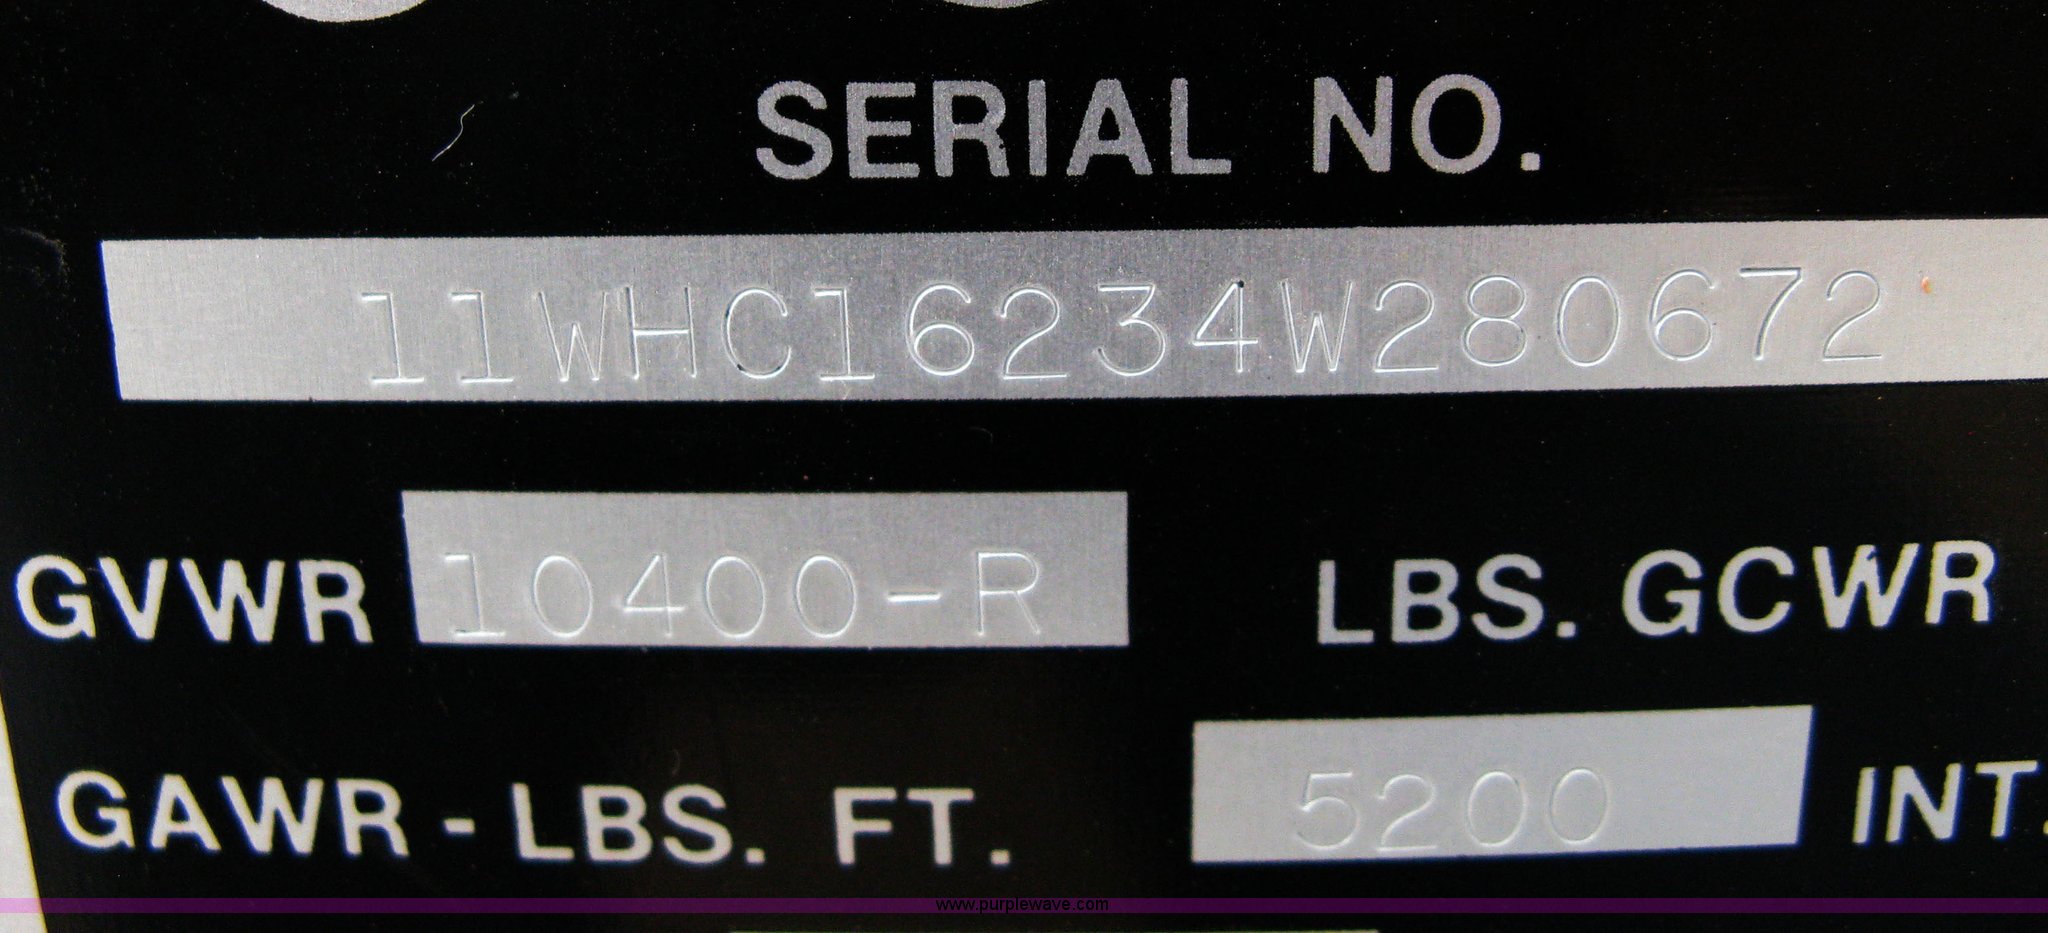 SERIAL NO.
11WHC16234W280672
GVWR 10400-R LBS. GCWR
GAWR - LBS. FT. 5200 INT.
www.purplewave.com